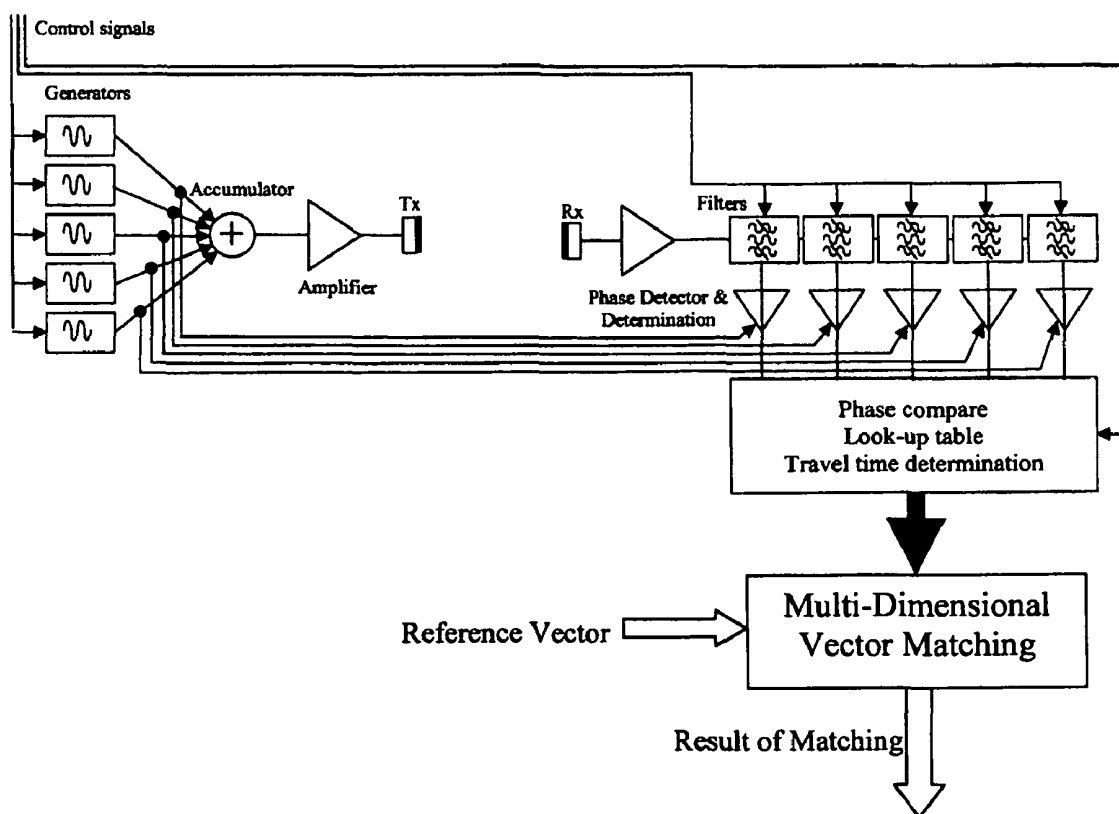 Control signals
Generators
Accumulator
Tx
Rx
Filters
Amplifier
Phase Detector &
Determination
Phase compare
Look-up table
Travel time determination
Multi-Dimensional
Vector Matching
Reference Vector
Result of Matching